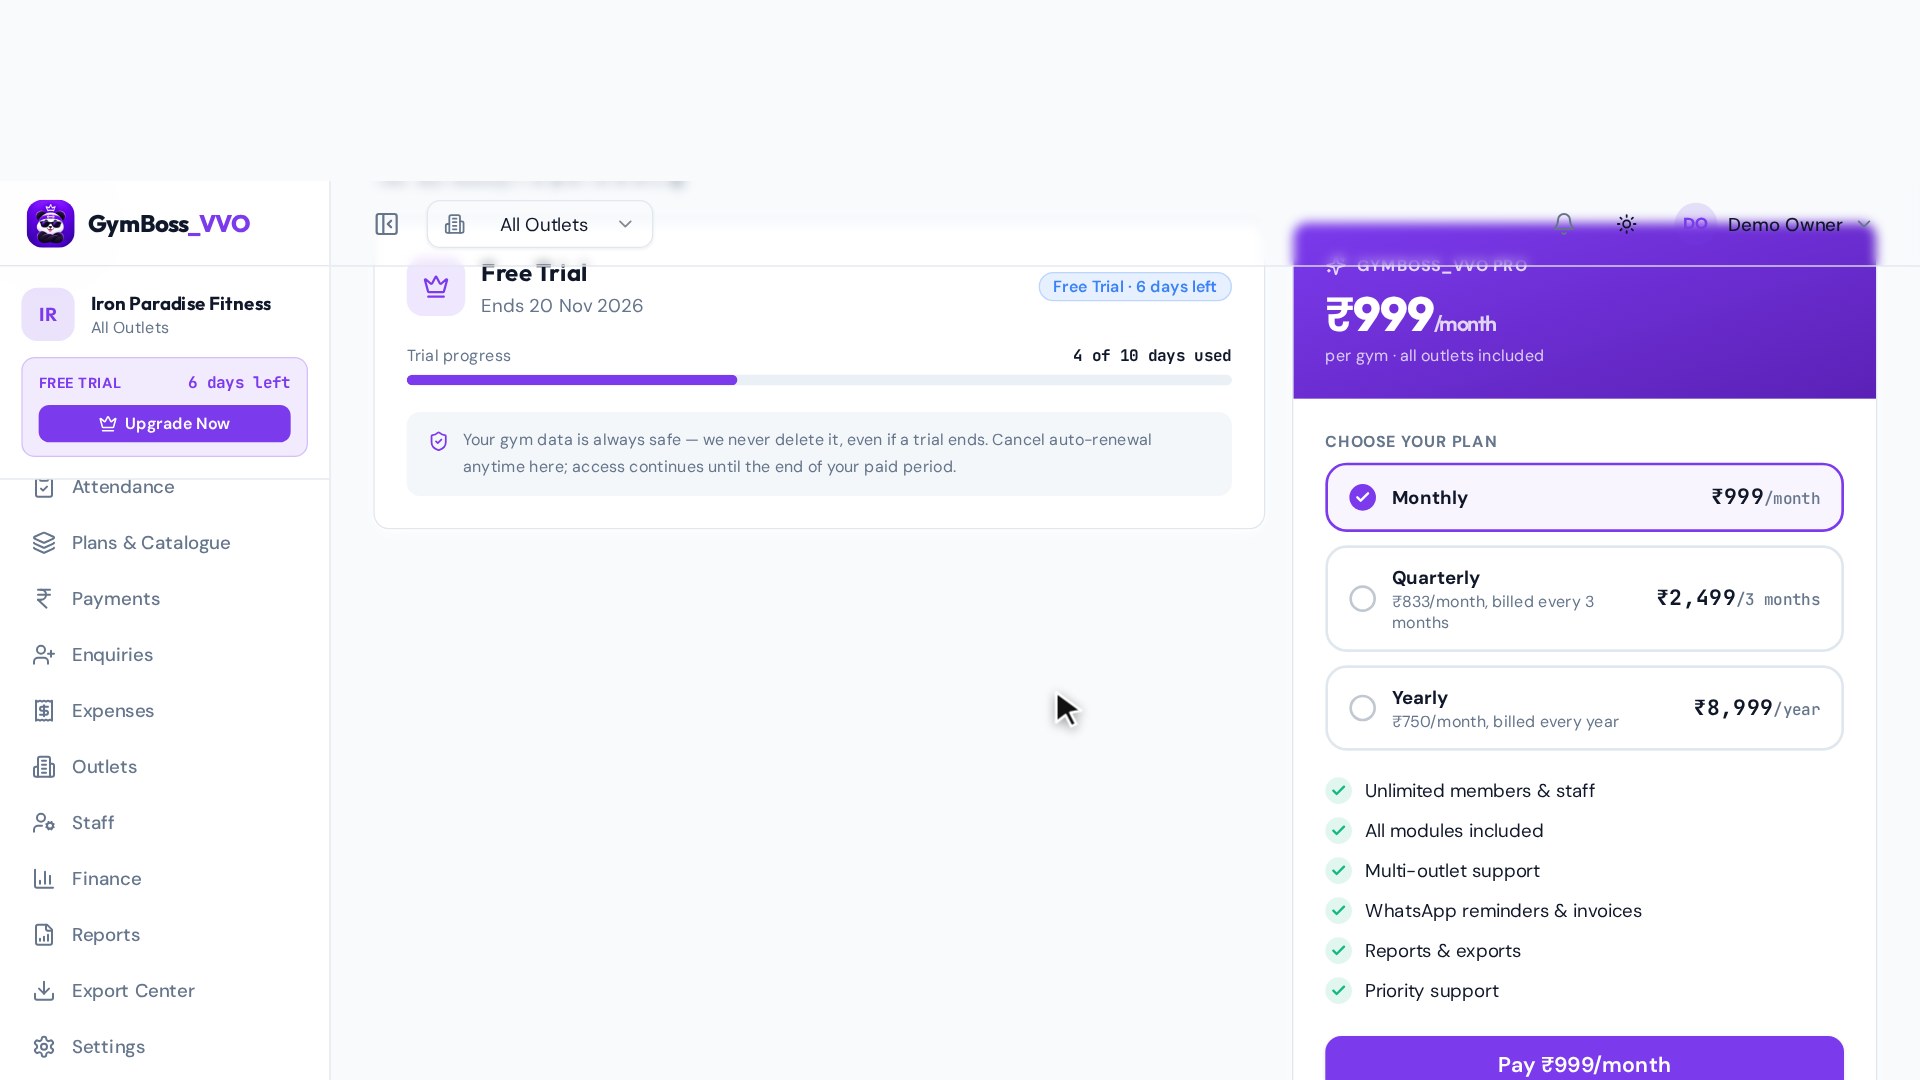 GymBoss_VVO
All Outlets
DO
Demo Owner
IR
Iron Paradise Fitness
All Outlets
FREE TRIAL
6 days left
Upgrade Now
Attendance
Plans & Catalogue
Payments
Enquiries
Expenses
Outlets
Staff
Finance
Reports
Export Center
Settings
Free Trial
Ends 20 Nov 2026
Free Trial · 6 days left
Trial progress
4 of 10 days used
Your gym data is always safe — we never delete it, even if a trial ends. Cancel auto-renewal
anytime here; access continues until the end of your paid period.
GYMBOSS_VVO PRO
₹999/month
per gym · all outlets included
CHOOSE YOUR PLAN
Monthly
₹999/month
Quarterly
₹833/month, billed every 3
months
₹2,499/3 months
Yearly
₹750/month, billed every year
₹8,999/year
Unlimited members & staff
All modules included
Multi-outlet support
WhatsApp reminders & invoices
Reports & exports
Priority support
Pay ₹999/month